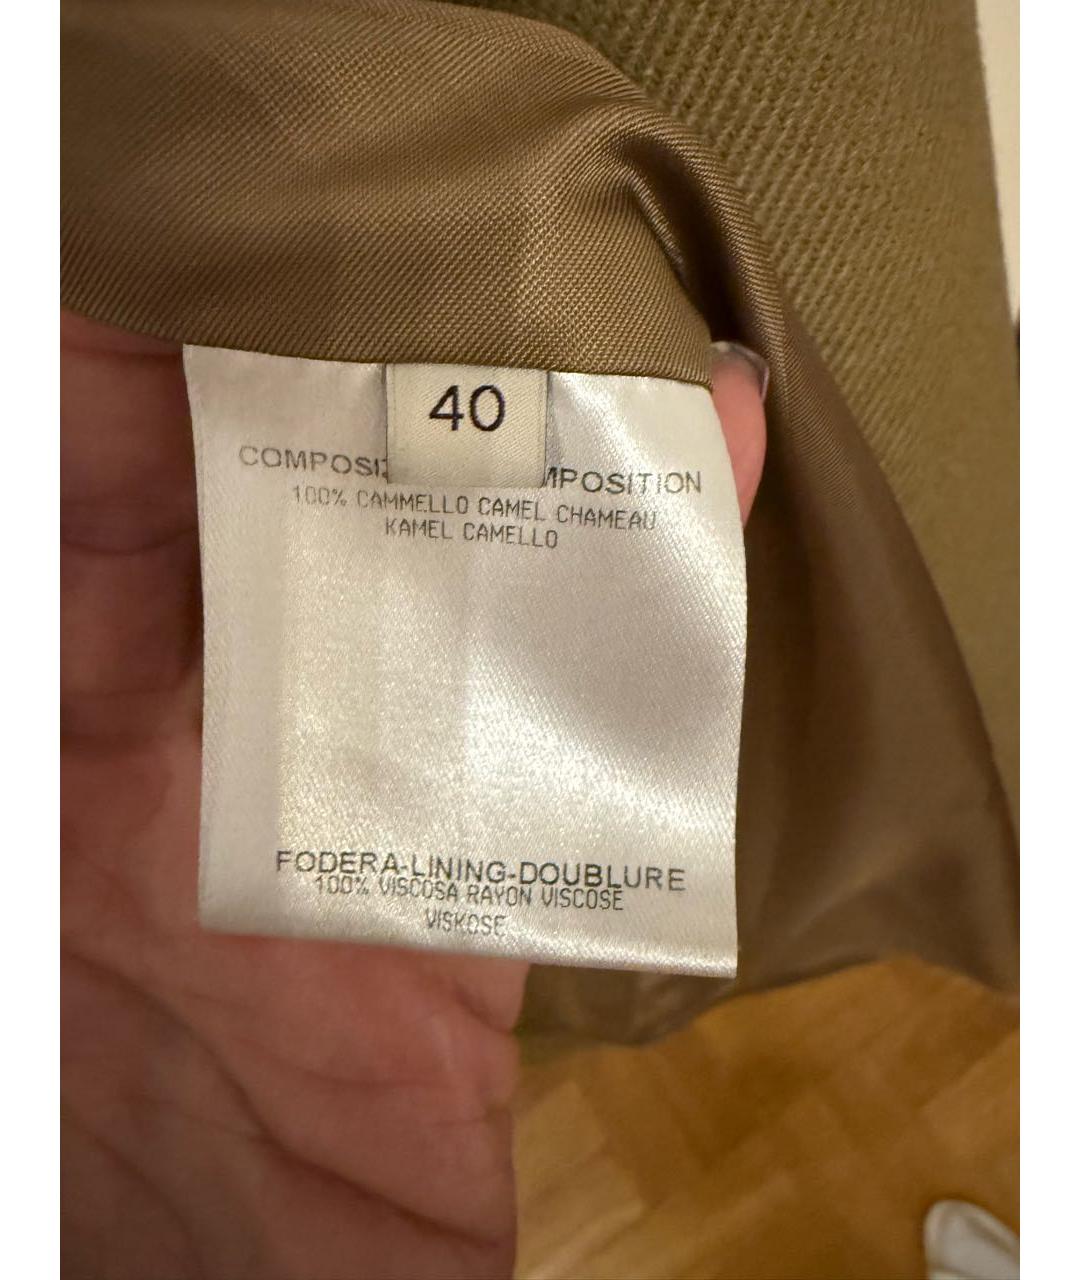 40
COMPOSI MPOSITION
100% CAMMELLO CAMEL CHAMEAU
KAMEL CAMELLO
FODERA-LINING-DOUBLURE
100% VISCOSA RAYON VISCOSE
VISKOSE